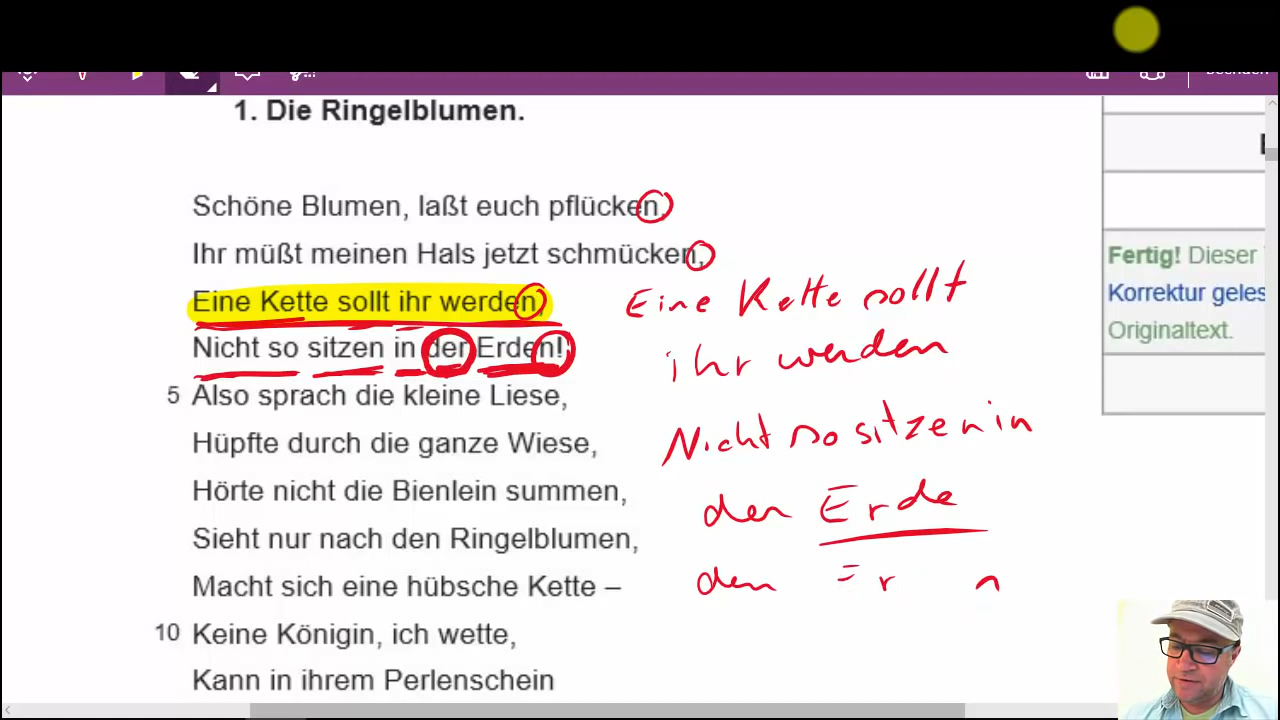 1. Die Ringelblumen.
Schöne Blumen, laßt euch pflücken,
Ihr müßt meinen Hals jetzt schmücken,
Eine Kette sollt ihr werden,
Nicht so sitzen in der Erden!
5 Also sprach die kleine Liese,
Hüpfte durch die ganze Wiese,
Hörte nicht die Bienlein summen,
Sieht nur nach den Ringelblumen,
Macht sich eine hübsche Kette –
10 Keine Königin, ich wette,
Kann in ihrem Perlenschein
Eine Kette sollt
ihr werden
Nicht so sitzen in
der Erde
Fertig! Dieser
Korrektur geles
Originaltext.